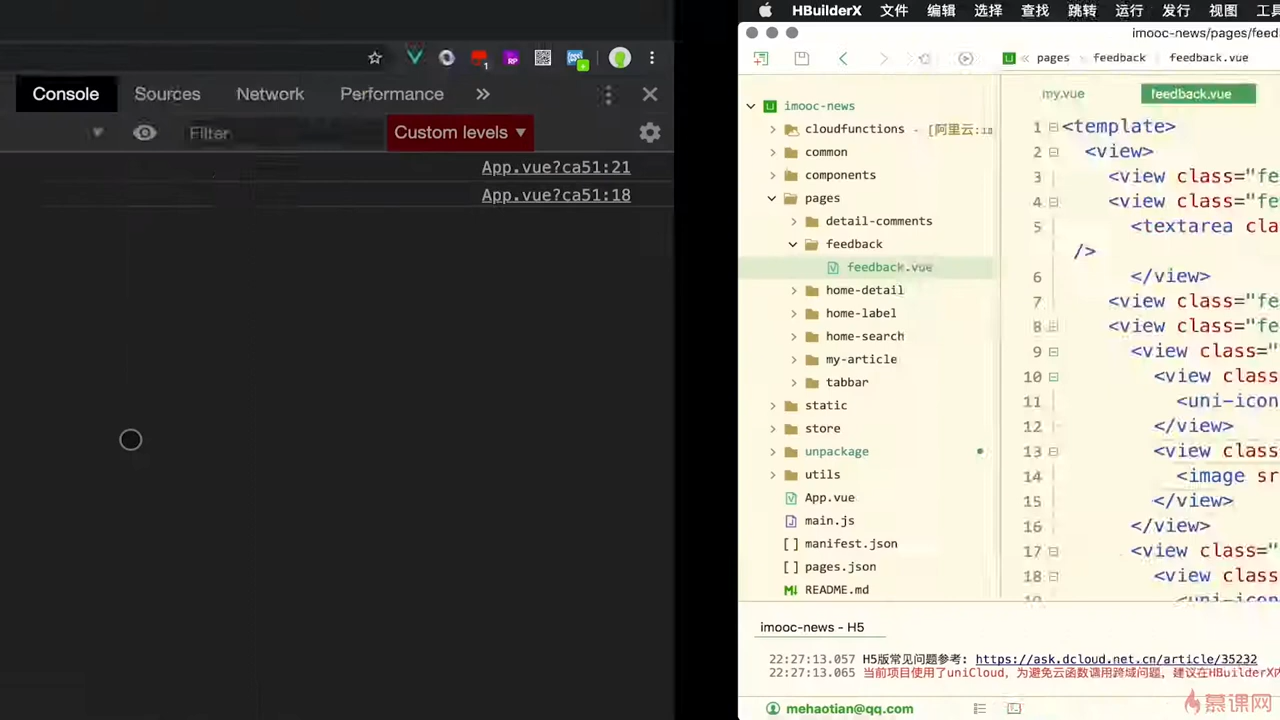 HBuilderX 文件 编辑 选择 查找 跳转 运行 发行 视图 工具
imooc-news/pages/feed
pages feedback feedback.vue
Console Sources Network Performance
Filter Custom levels ▼
App.vue?ca51:21
App.vue?ca51:18
imooc-news
cloudfunctions - [阿里云:
common
components
pages
detail-comments
feedback
feedback.vue
home-detail
home-label
home-search
my-article
tabbar
static
store
unpackage
utils
App.vue
main.js
manifest.json
pages.json
README.md
my.vue feedback.vue
1 <template>
2 <view>
3 <view class="fe
4 <view class="fe
5 <textarea cla
/>
6 </view>
7 <view class="fe
8 <view class="fe
9 <view class="
10 <view class
11 <uni-icon
12 </view>
13 <view class
14 <image sr
15 </view>
16 </view>
17 <view class="
18 <view class
19 <uni-icon
imooc-news - H5
22:27:13.057 H5版常见问题参考: https://ask.dcloud.net.cn/article/35232
22:27:13.065 当前项目使用了uniCloud, 为避免云函数调用跨域问题, 建议在HBuilderX内
mehaotian@qq.com
慕课网